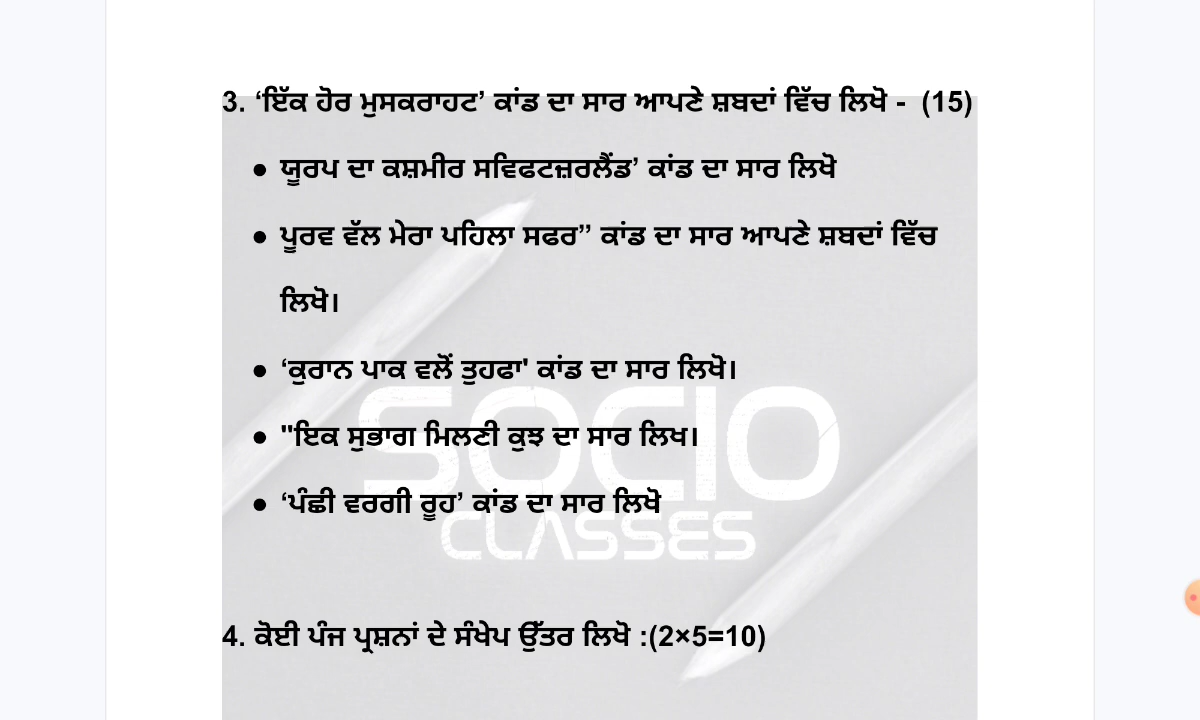 3. ‘ਇੱਕ ਹੋਰ ਮੁਸਕਰਾਹਟ’ ਕਾਂਡ ਦਾ ਸਾਰ ਆਪਣੇ ਸ਼ਬਦਾਂ ਵਿੱਚ ਲਿਖੋ - (15)
● ਯੂਰਪ ਦਾ ਕਸ਼ਮੀਰ ਸਵਿਫਟਜ਼ਰਲੈਂਡ’ ਕਾਂਡ ਦਾ ਸਾਰ ਲਿਖੋ
● ਪੂਰਵ ਵੱਲ ਮੇਰਾ ਪਹਿਲਾ ਸਫਰ” ਕਾਂਡ ਦਾ ਸਾਰ ਆਪਣੇ ਸ਼ਬਦਾਂ ਵਿੱਚ
ਲਿਖੋ।
● ‘ਕੁਰਾਨ ਪਾਕ ਵਲੋਂ ਤੁਹਫਾ' ਕਾਂਡ ਦਾ ਸਾਰ ਲਿਖੋ।
● "ਇਕ ਸੁਭਾਗ ਮਿਲਣੀ ਕੁਝ ਦਾ ਸਾਰ ਲਿਖ।
● ‘ਪੰਛੀ ਵਰਗੀ ਰੂਹ’ ਕਾਂਡ ਦਾ ਸਾਰ ਲਿਖੋ
SOCIO
CLASSES
4. ਕੋਈ ਪੰਜ ਪ੍ਰਸ਼ਨਾਂ ਦੇ ਸੰਖੇਪ ਉੱਤਰ ਲਿਖੋ :(2×5=10)